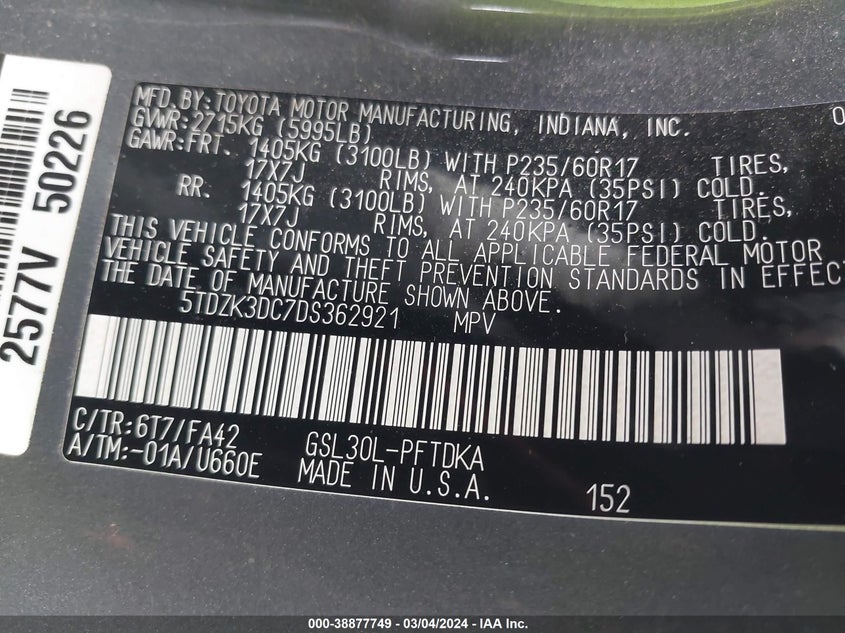 2577V 50226
MFD.BY:TOYOTA MOTOR MANUFACTURING, INDIANA, INC. 0
GVWR:2715KG (5995LB)
GAWR:FRT. 1405KG (3100LB) WITH P235/60R17 TIRES,
17X7J RIMS, AT 240KPA (35PSI) COLD.
RR. 1405KG (3100LB) WITH P235/60R17 TIRES,
17X7J RIMS, AT 240KPA (35PSI) COLD.
THIS VEHICLE CONFORMS TO ALL APPLICABLE FEDERAL MOTOR
VEHICLE SAFETY AND THEFT PREVENTION STANDARDS IN EFFECT
THE DATE OF MANUFACTURE SHOWN ABOVE.
5TDZK3DC7DS362921 MPV
C/TR:6T7/FA42 GSL30L-PFTDKA
A/TM:-01A/U660E MADE IN U.S.A. 152
000-38877749 - 03/04/2024 - IAA Inc.